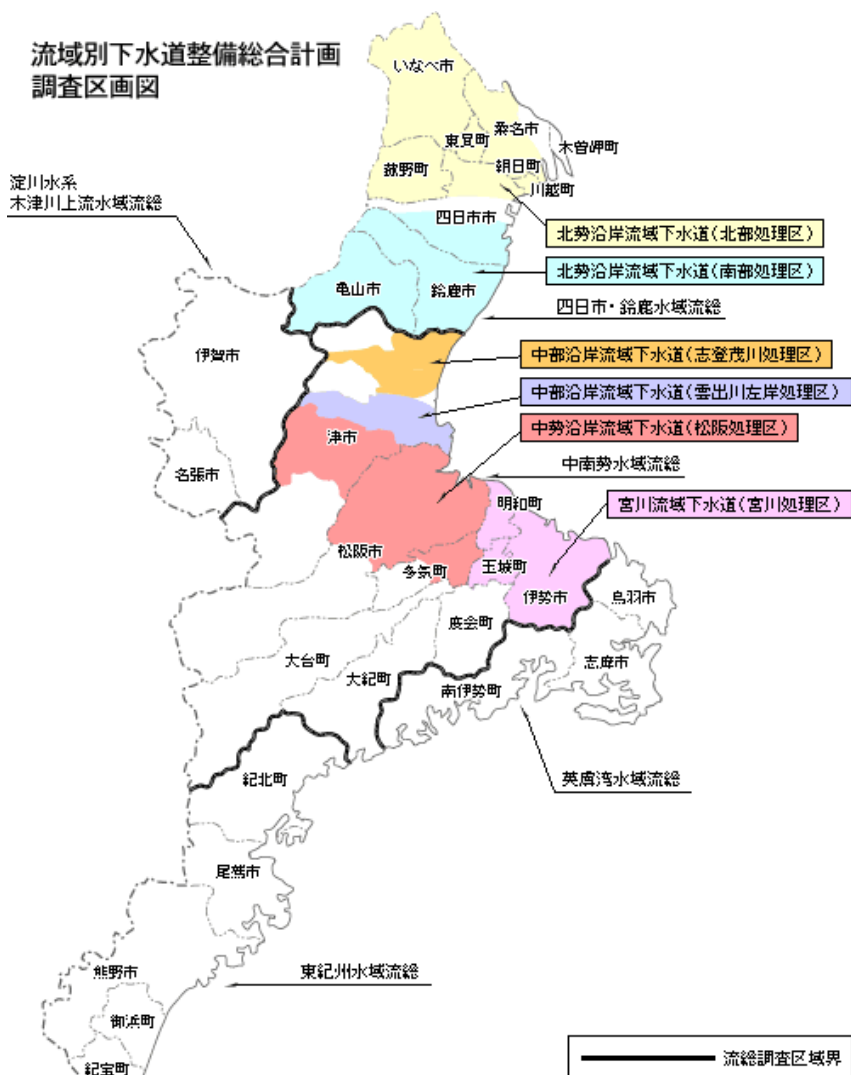 流域別下水道整備総合計画
調査区画図
いなべ市
桑名市
東員町
木曽岬町
朝日町
菰野町
川越町
淀川水系
木津川上流水域流総
四日市市
北勢沿岸流域下水道(北部処理区)
北勢沿岸流域下水道(南部処理区)
亀山市
鈴鹿市
四日市・鈴鹿水域流総
伊賀市
中部沿岸流域下水道(志登茂川処理区)
中部沿岸流域下水道(雲出川左岸処理区)
中勢沿岸流域下水道(松阪処理区)
津市
名張市
中南勢水域流総
明和町
宮川流域下水道(宮川処理区)
松阪市
多気町
玉城町
伊勢市
鳥羽市
度会町
大台町
志摩市
大紀町
南伊勢町
紀北町
英虞湾水域流総
尾鷲市
熊野市
東紀州水域流総
御浜町
紀宝町
流総調査区域界